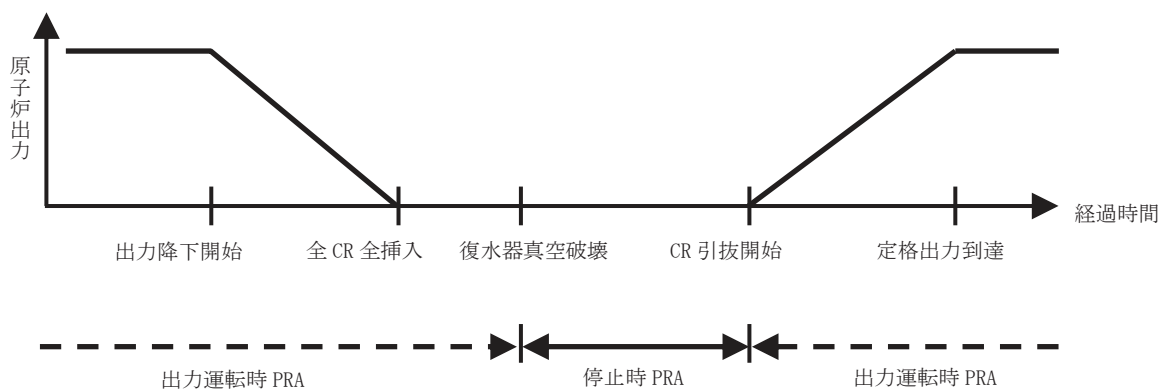 原子炉出力
経過時間
出力降下開始
全 CR 全挿入
復水器真空破壊
CR 引抜開始
定格出力到達
出力運転時 PRA
停止時 PRA
出力運転時 PRA